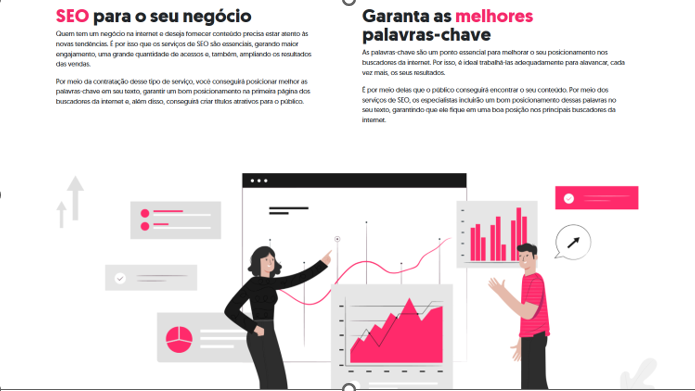 SEO para o seu negócio
Quem tem um negócio na internet e deseja fornecer conteúdo precisa estar atento às
novas tendências. É por isso que os serviços de SEO são essenciais, gerando maior
engajamento, uma grande quantidade de acessos e, também, ampliando os resultados
das vendas.
Por meio da contratação desse tipo de serviço, você conseguirá posicionar melhor as
palavras-chave em seu texto, garantir um bom posicionamento na primeira página dos
buscadores da internet e, além disso, conseguirá criar títulos atrativos para o público.
Garanta as melhores
palavras-chave
As palavras-chave são um ponto essencial para melhorar o seu posicionamento nos
buscadores da internet. Por isso, é ideal trabalhá-las adequadamente para alavancar, cada
vez mais, os seus resultados.
É por meio delas que o público conseguirá encontrar o seu conteúdo. Por meio dos
serviços de SEO, os especialistas incluirão um bom posicionamento dessas palavras no
seu texto, garantindo que ele fique em uma boa posição nos principais buscadores da
internet.